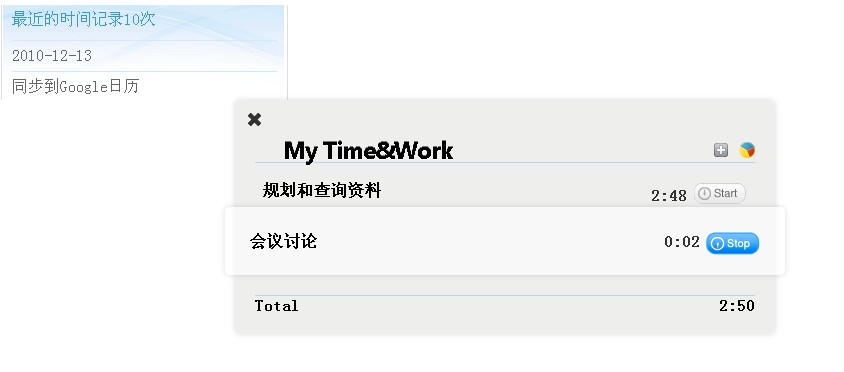 最近的时间记录10次
2010-12-13
同步到Google日历
My Time&Work
规划和查询资料 2:48 Start
会议讨论 0:02 Stop
Total 2:50